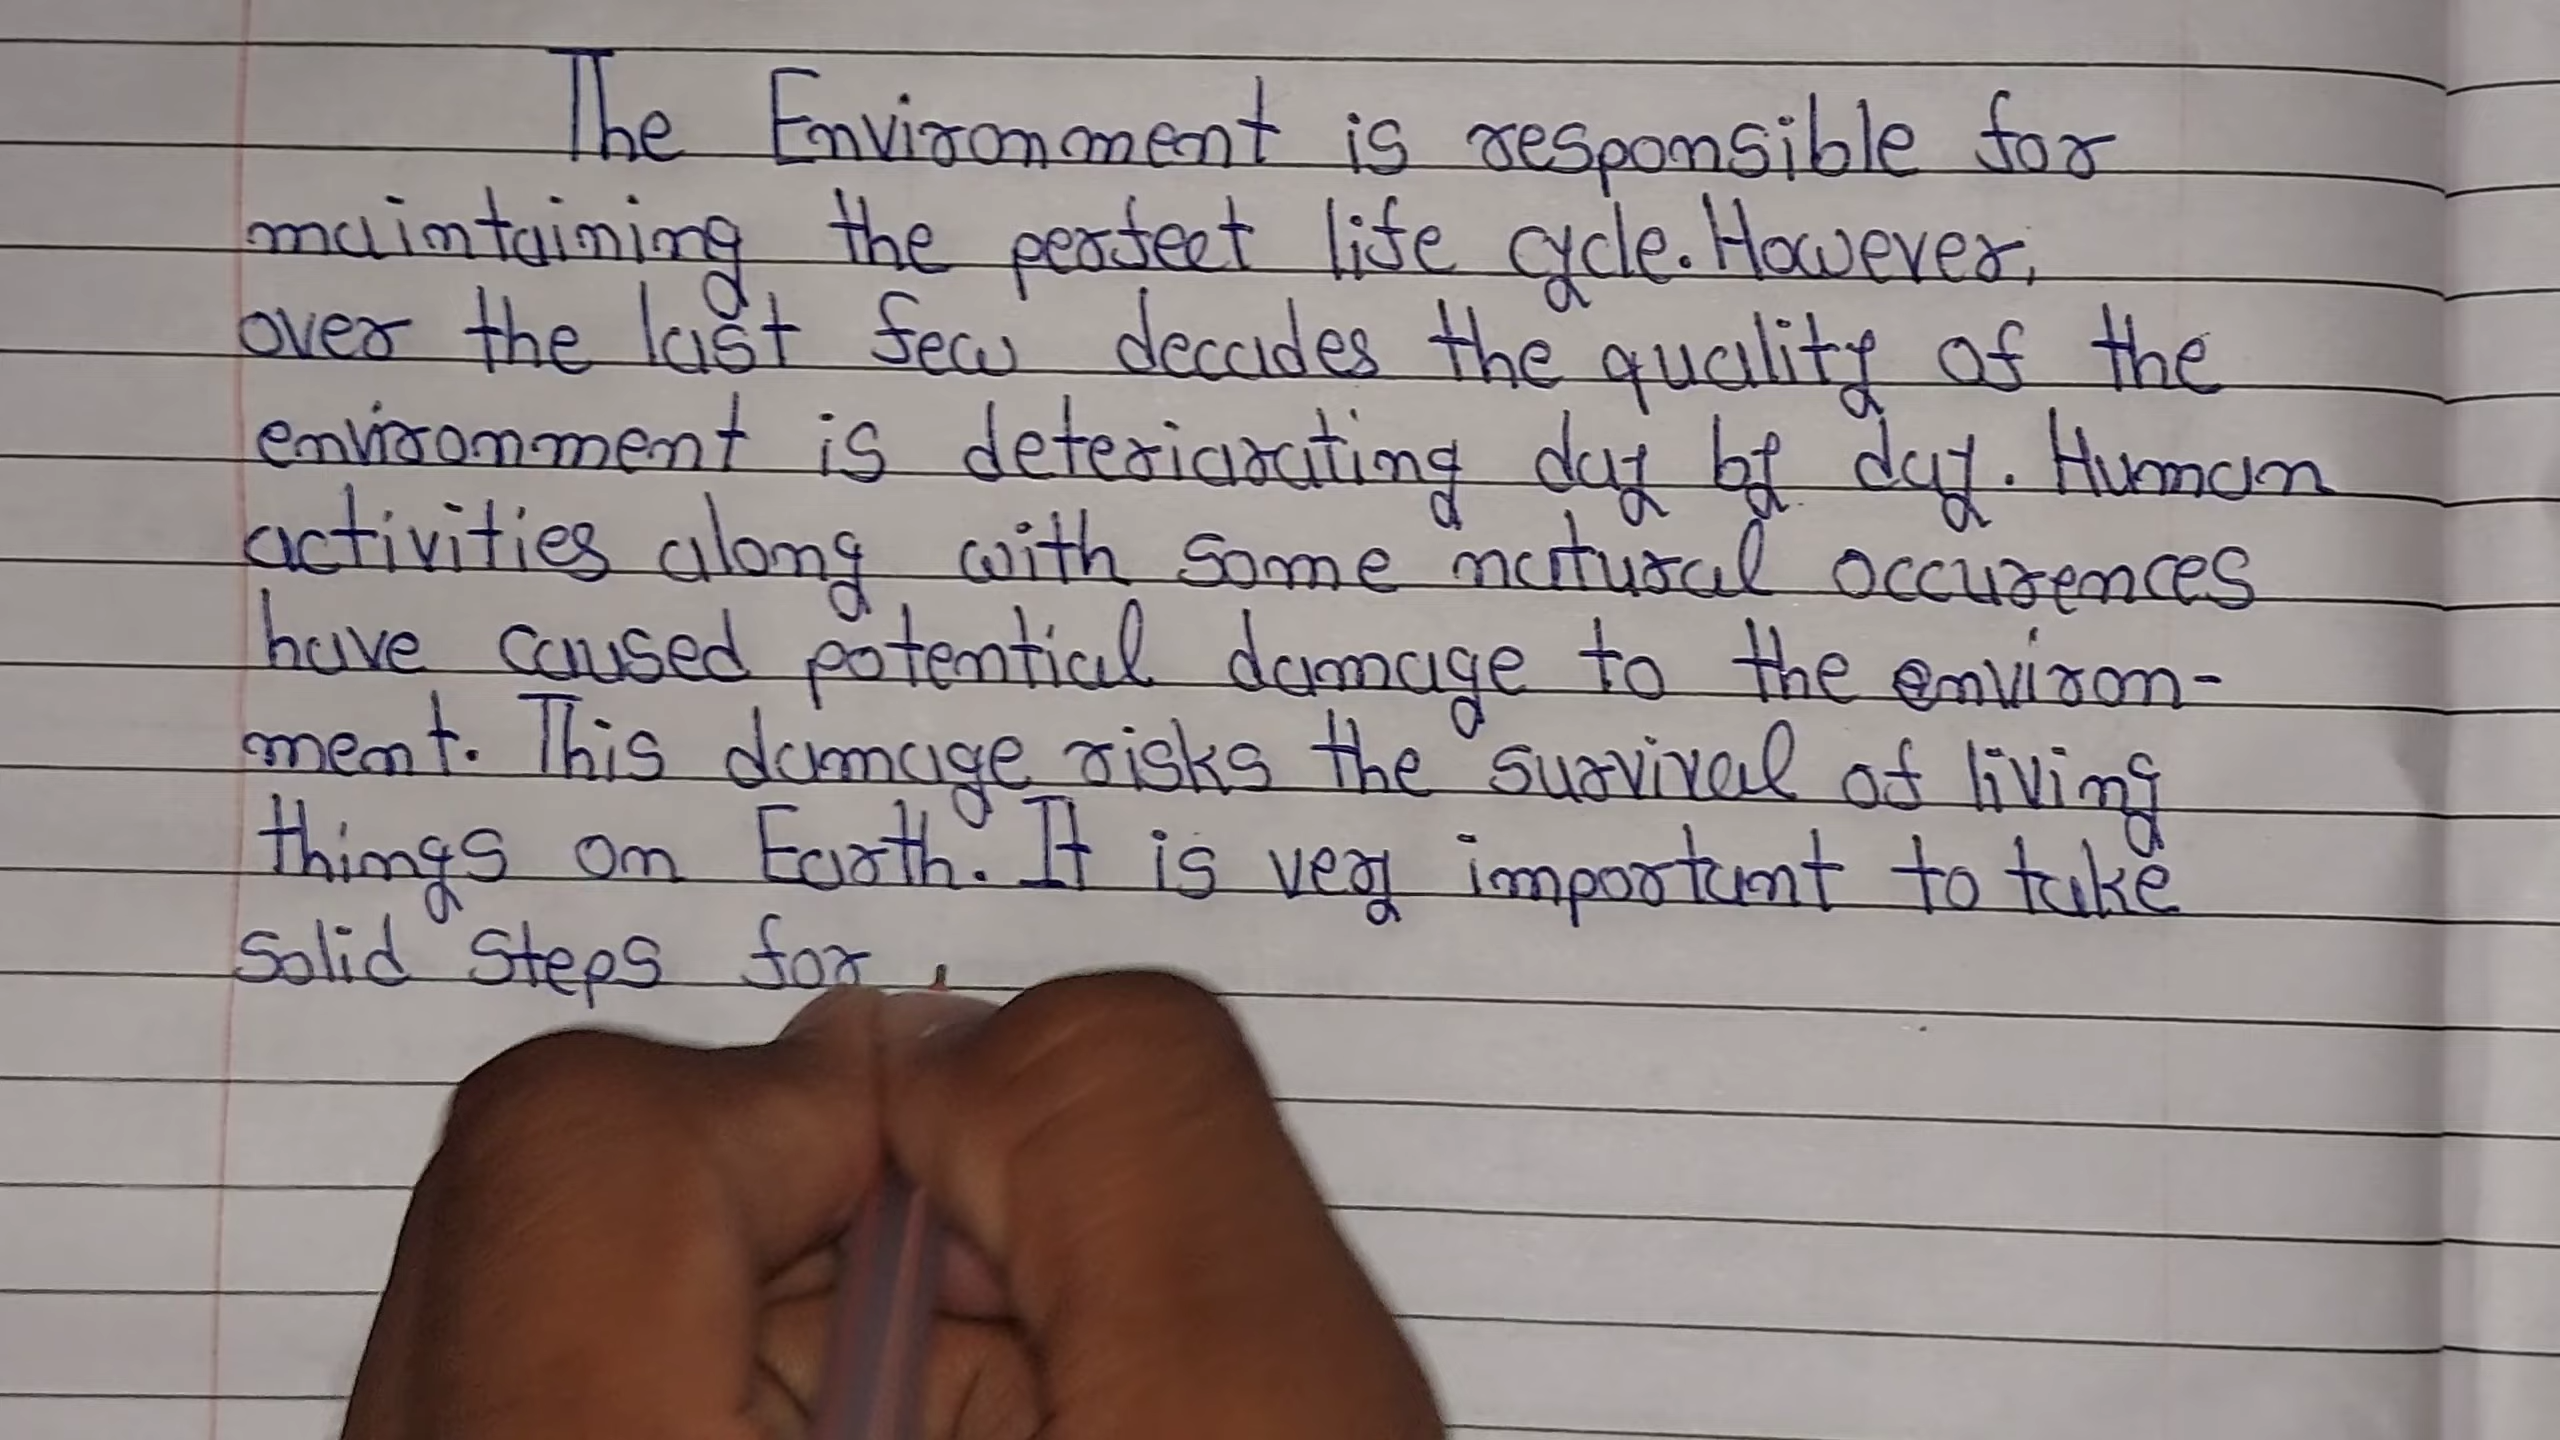 The Environment is responsible for
maintaining the perfect life cycle. However,
over the last few decades the quality of the
environment is deteriarating day by day. Human
activities along with some natural occurences
have caused potential damage to the environ-
ment. This damage risks the survival of living
things on Earth. It is very important to take
solid steps for